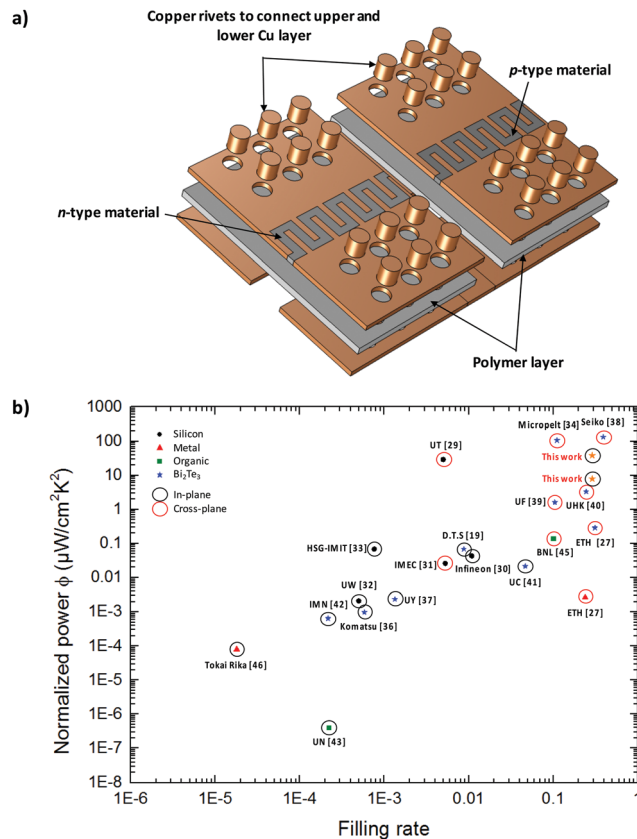 a)
Copper rivets to connect upper and
lower Cu layer
p-type material
n-type material
Polymer layer
b)
Normalized power ϕ (µW/cm²K²)
1000
100
10
1
0.1
0.01
1E-3
1E-4
1E-5
1E-6
1E-7
1E-8
Silicon
Metal
Organic
Bi₂Te₃
In-plane
Cross-plane
UT [29]
Micropelt [34]
Seiko [38]
This work
This work
UF [39]
UHK [40]
HSG-IMIT [33]
D.T.S [19]
ETH [27]
BNL [45]
IMEC [31]
Infineon [30]
UC [41]
UW [32]
IMN [42]
UY [37]
Komatsu [36]
ETH [27]
Tokai Rika [46]
UN [43]
1E-6
1E-5
1E-4
1E-3
0.01
0.1
1
Filling rate